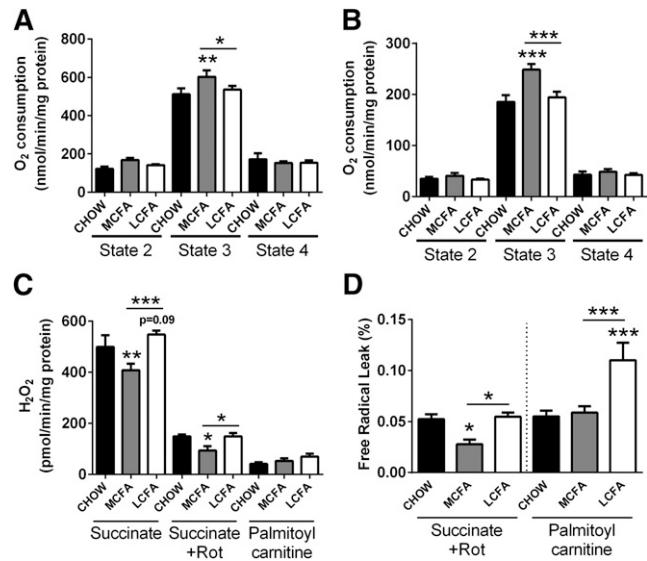 A
O2 consumption
(nmol/min/mg protein)
800
600
400
200
0
*
**
CHOW
MCFA
LCFA
CHOW
MCFA
LCFA
CHOW
MCFA
LCFA
State 2
State 3
State 4
B
O2 consumption
(nmol/min/mg protein)
300
200
100
0
***
***
CHOW
MCFA
LCFA
CHOW
MCFA
LCFA
CHOW
MCFA
LCFA
State 2
State 3
State 4
C
H2O2
(pmol/min/mg protein)
600
400
200
0
***
p=0.09
**
*
*
CHOW
MCFA
LCFA
CHOW
MCFA
LCFA
CHOW
MCFA
LCFA
Succinate
Succinate
+Rot
Palmitoyl
carnitine
D
Free Radical Leak (%)
0.15
0.10
0.05
0.00
***
***
*
*
CHOW
MCFA
LCFA
CHOW
MCFA
LCFA
Succinate
+Rot
Palmitoyl
carnitine